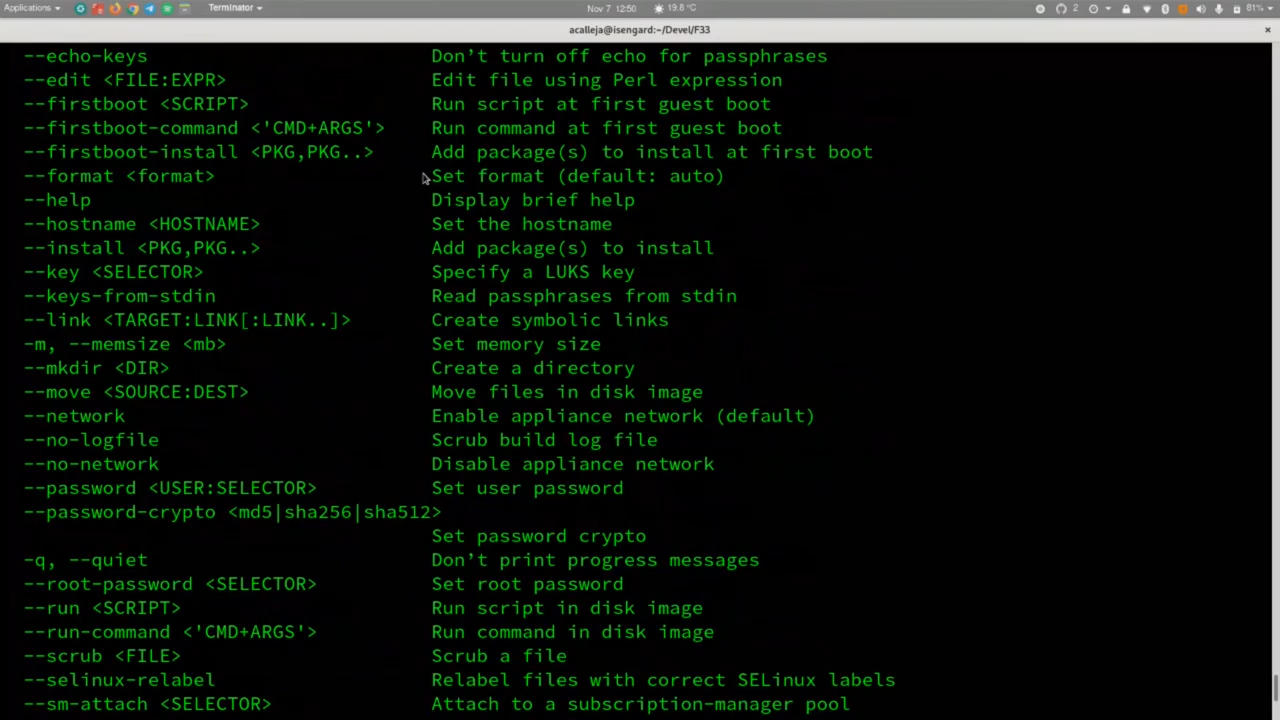 Applications
Terminator
Nov 7 12:50
19.8 °C
2
81%
acalleja@isengard:~/Devel/F33
--echo-keys Don't turn off echo for passphrases
--edit <FILE:EXPR> Edit file using Perl expression
--firstboot <SCRIPT> Run script at first guest boot
--firstboot-command <'CMD+ARGS'> Run command at first guest boot
--firstboot-install <PKG,PKG..> Add package(s) to install at first boot
--format <format> Set format (default: auto)
--help Display brief help
--hostname <HOSTNAME> Set the hostname
--install <PKG,PKG..> Add package(s) to install
--key <SELECTOR> Specify a LUKS key
--keys-from-stdin Read passphrases from stdin
--link <TARGET:LINK[:LINK..]> Create symbolic links
-m, --memsize <mb> Set memory size
--mkdir <DIR> Create a directory
--move <SOURCE:DEST> Move files in disk image
--network Enable appliance network (default)
--no-logfile Scrub build log file
--no-network Disable appliance network
--password <USER:SELECTOR> Set user password
--password-crypto <md5|sha256|sha512>
Set password crypto
-q, --quiet Don't print progress messages
--root-password <SELECTOR> Set root password
--run <SCRIPT> Run script in disk image
--run-command <'CMD+ARGS'> Run command in disk image
--scrub <FILE> Scrub a file
--selinux-relabel Relabel files with correct SELinux labels
--sm-attach <SELECTOR> Attach to a subscription-manager pool